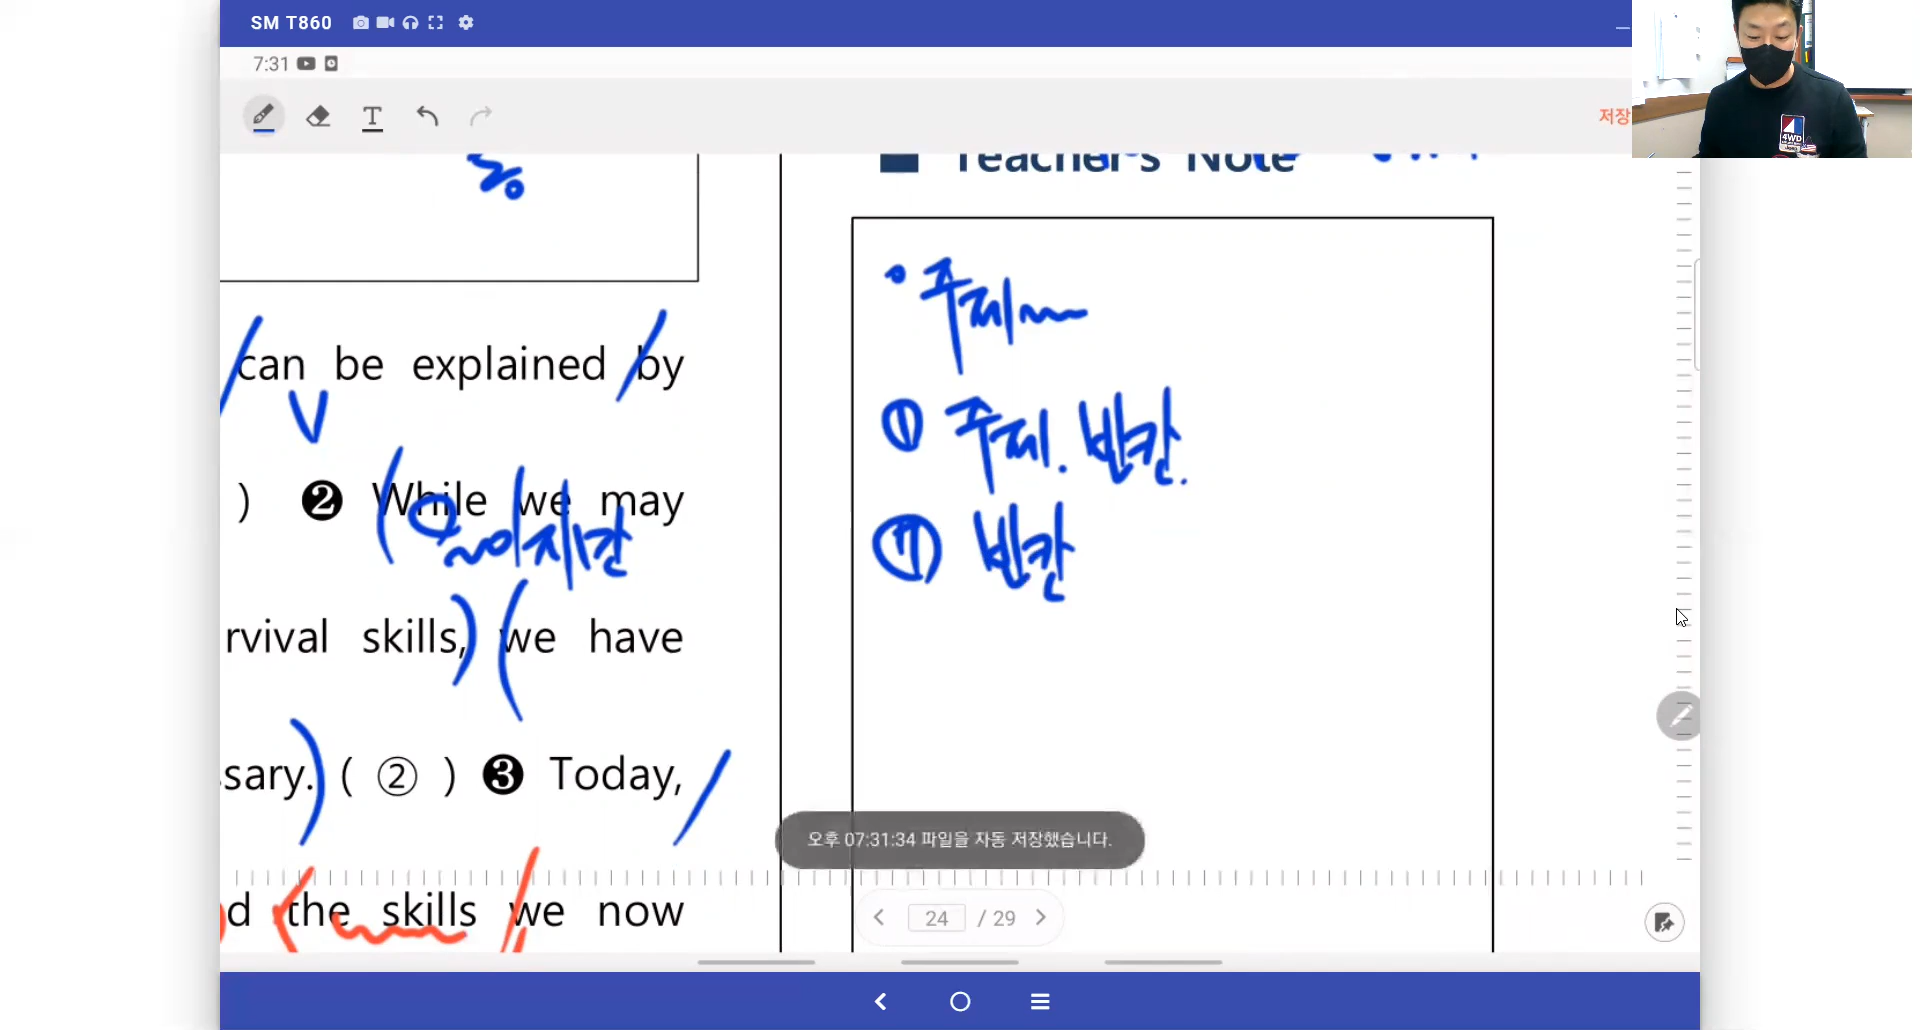 SM T860
7:31
저장
4WD
Teacher's Note
can be explained by
) ❷ While we may
오~이지만
rvival skills, we have
sary. ( ② ) ❸ Today,
d the skills we now
주제
① 주제. 빈칸.
빈칸
오후 07:31:34 파일을 자동 저장했습니다.
24 / 29